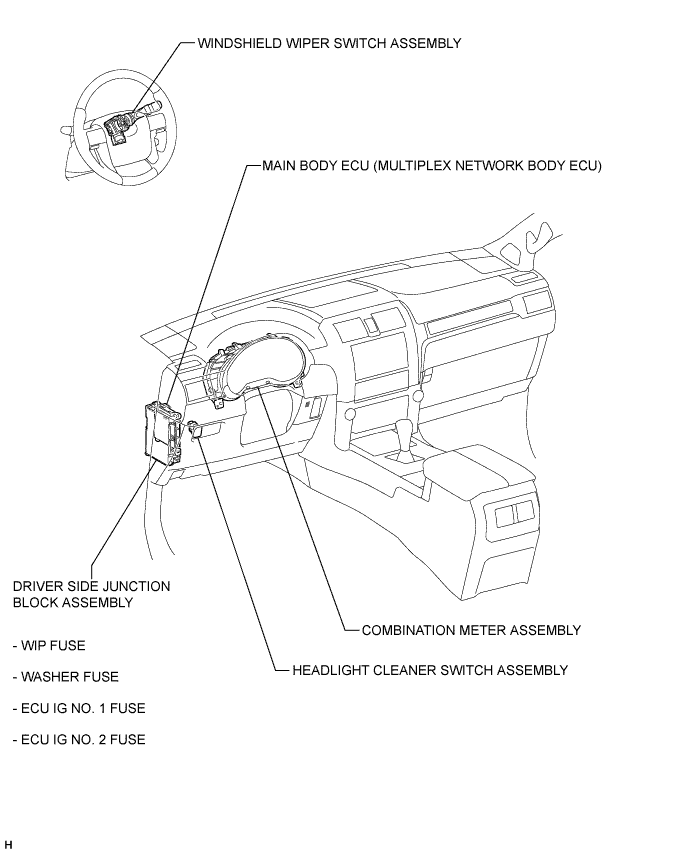 WINDSHIELD WIPER SWITCH ASSEMBLY
MAIN BODY ECU (MULTIPLEX NETWORK BODY ECU)
DRIVER SIDE JUNCTION
BLOCK ASSEMBLY
- WIP FUSE
- WASHER FUSE
- ECU IG NO. 1 FUSE
- ECU IG NO. 2 FUSE
COMBINATION METER ASSEMBLY
HEADLIGHT CLEANER SWITCH ASSEMBLY
H